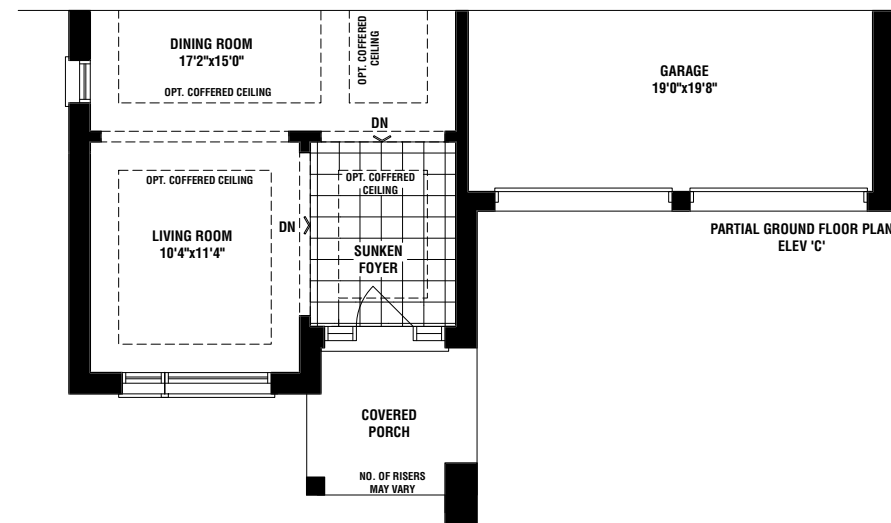 DINING ROOM
17'2"x15'0"
OPT. COFFERED CEILING
OPT. COFFERED
CEILING
GARAGE
19'0"x19'8"
DN
OPT. COFFERED CEILING
LIVING ROOM
10'4"x11'4"
DN
OPT. COFFERED
CEILING
SUNKEN
FOYER
PARTIAL GROUND FLOOR PLAN
ELEV 'C'
COVERED
PORCH
NO. OF RISERS
MAY VARY